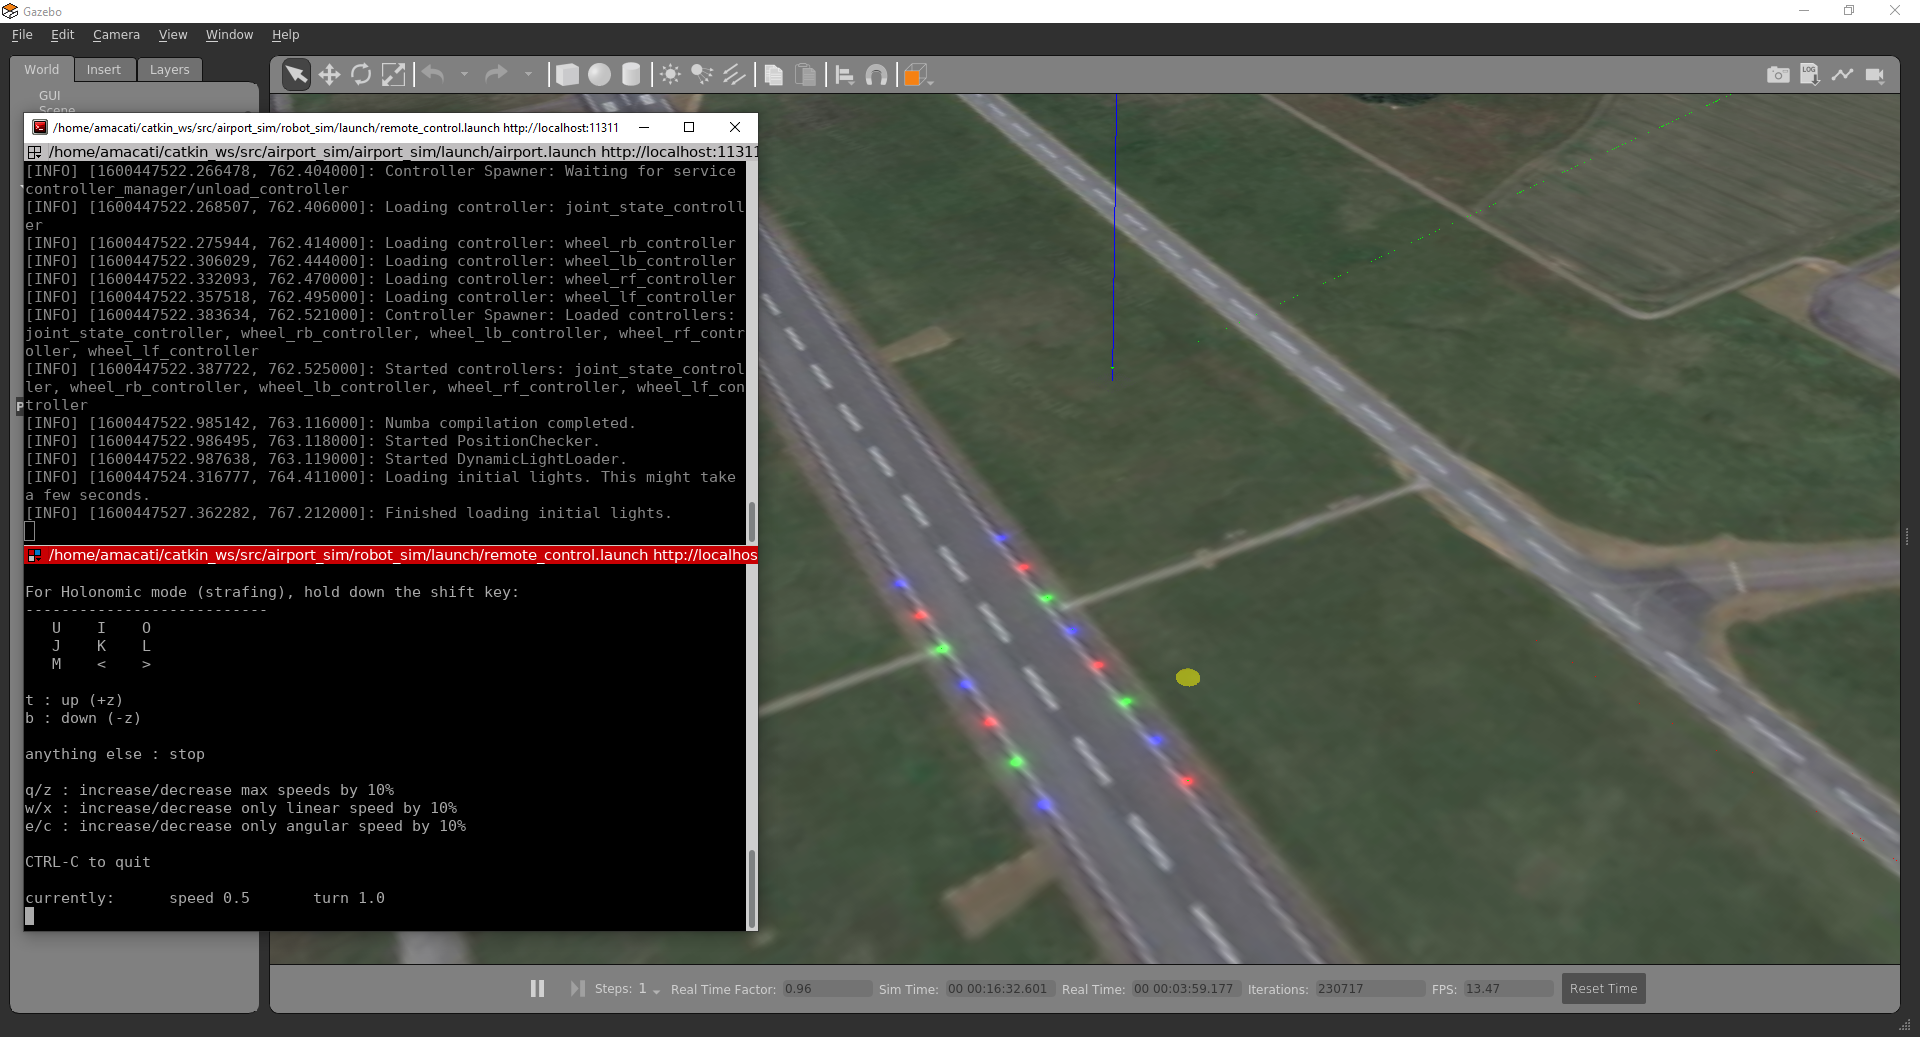 Gazebo
File Edit Camera View Window Help
World Insert Layers
GUI
Scene
/home/amacati/catkin_ws/src/airport_sim/robot_sim/launch/remote_control.launch http://localhost:11311
/home/amacati/catkin_ws/src/airport_sim/airport_sim/launch/airport.launch http://localhost:11311
[INFO] [1600447522.266478, 762.404000]: Controller Spawner: Waiting for service
controller_manager/unload_controller
[INFO] [1600447522.268507, 762.406000]: Loading controller: joint_state_controll
er
[INFO] [1600447522.275944, 762.414000]: Loading controller: wheel_rb_controller
[INFO] [1600447522.306029, 762.444000]: Loading controller: wheel_lb_controller
[INFO] [1600447522.332093, 762.470000]: Loading controller: wheel_rf_controller
[INFO] [1600447522.357518, 762.495000]: Loading controller: wheel_lf_controller
[INFO] [1600447522.383634, 762.521000]: Controller Spawner: Loaded controllers:
joint_state_controller, wheel_rb_controller, wheel_lb_controller, wheel_rf_contr
oller, wheel_lf_controller
[INFO] [1600447522.387722, 762.525000]: Started controllers: joint_state_control
ler, wheel_rb_controller, wheel_lb_controller, wheel_rf_controller, wheel_lf_con
troller
[INFO] [1600447522.985142, 763.116000]: Numba compilation completed.
[INFO] [1600447522.986495, 763.118000]: Started PositionChecker.
[INFO] [1600447522.987638, 763.119000]: Started DynamicLightLoader.
[INFO] [1600447524.316777, 764.411000]: Loading initial lights. This might take
a few seconds.
[INFO] [1600447527.362282, 767.212000]: Finished loading initial lights.
/home/amacati/catkin_ws/src/airport_sim/robot_sim/launch/remote_control.launch http://localhos
For Holonomic mode (strafing), hold down the shift key:
---------------------------
U I O
J K L
M < >
t : up (+z)
b : down (-z)
anything else : stop
q/z : increase/decrease max speeds by 10%
w/x : increase/decrease only linear speed by 10%
e/c : increase/decrease only angular speed by 10%
CTRL-C to quit
currently: speed 0.5 turn 1.0
LOG
Steps: 1 Real Time Factor: 0.96 Sim Time: 00 00:16:32.601 Real Time: 00 00:03:59.177 Iterations: 230717 FPS: 13.47 Reset Time